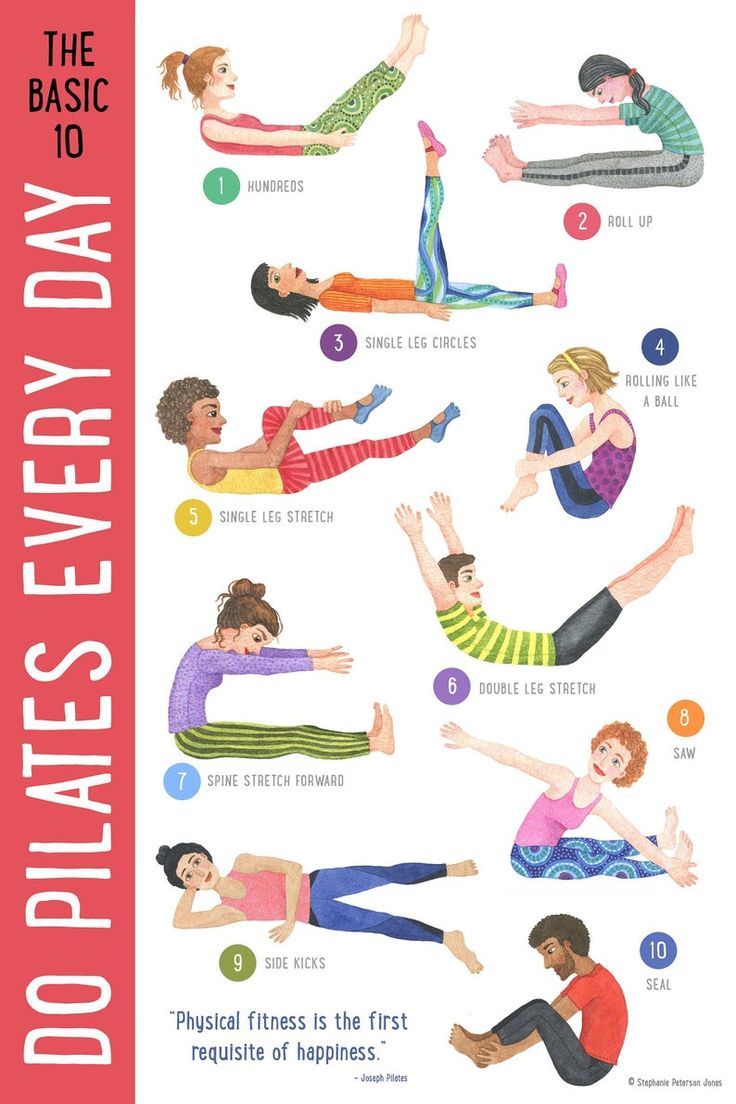 THE
BASIC
10
DO PILATES EVERY DAY
1 HUNDREDS
2 ROLL UP
3 SINGLE LEG CIRCLES
4
ROLLING LIKE
A BALL
5 SINGLE LEG STRETCH
6 DOUBLE LEG STRETCH
7 SPINE STRETCH FORWARD
8
SAW
9 SIDE KICKS
10
SEAL
"Physical fitness is the first
requisite of happiness."
- Joseph Pilates
© Stephanie Peterson Jones